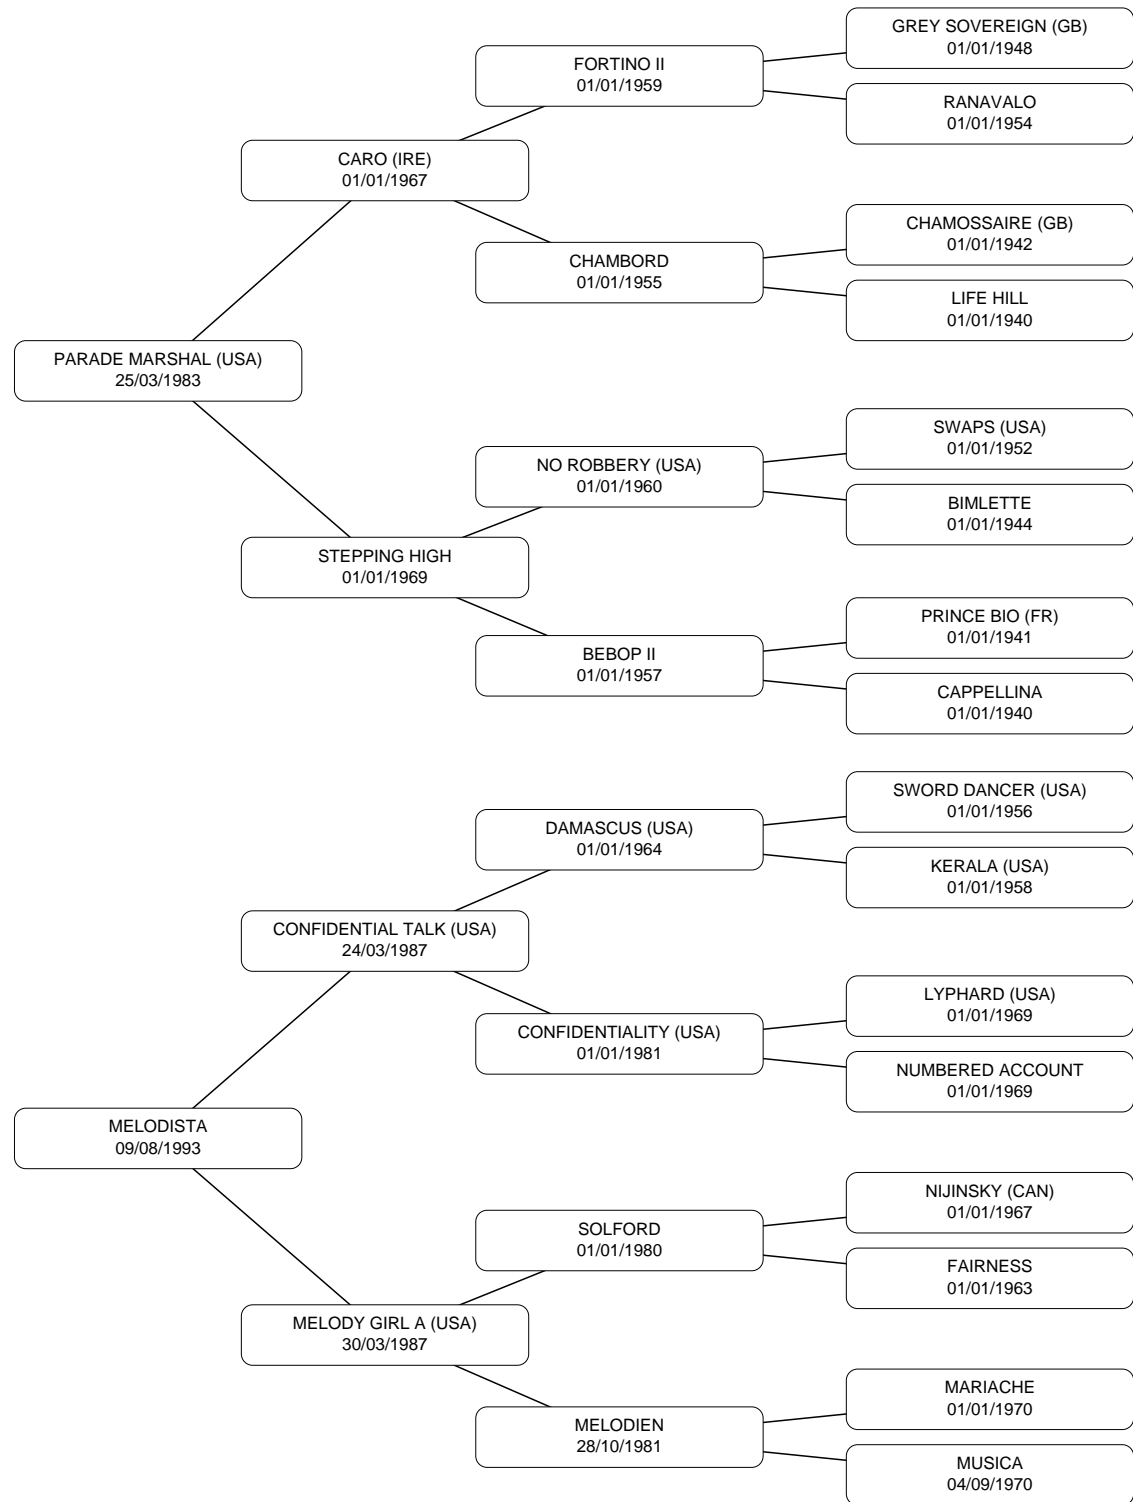 GREY SOVEREIGN (GB)
01/01/1948
FORTINO II
01/01/1959
RANAVALO
01/01/1954
CARO (IRE)
01/01/1967
CHAMOSSAIRE (GB)
01/01/1942
CHAMBORD
01/01/1955
LIFE HILL
01/01/1940
PARADE MARSHAL (USA)
25/03/1983
SWAPS (USA)
01/01/1952
NO ROBBERY (USA)
01/01/1960
BIMLETTE
01/01/1944
STEPPING HIGH
01/01/1969
PRINCE BIO (FR)
01/01/1941
BEBOP II
01/01/1957
CAPPELLINA
01/01/1940
SWORD DANCER (USA)
01/01/1956
DAMASCUS (USA)
01/01/1964
KERALA (USA)
01/01/1958
CONFIDENTIAL TALK (USA)
24/03/1987
LYPHARD (USA)
01/01/1969
CONFIDENTIALITY (USA)
01/01/1981
NUMBERED ACCOUNT
01/01/1969
MELODISTA
09/08/1993
NIJINSKY (CAN)
01/01/1967
SOLFORD
01/01/1980
FAIRNESS
01/01/1963
MELODY GIRL A (USA)
30/03/1987
MARIACHE
01/01/1970
MELODIEN
28/10/1981
MUSICA
04/09/1970